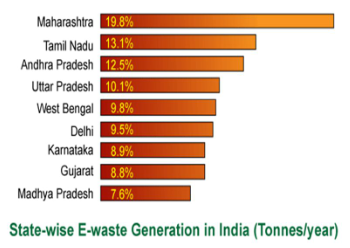 Maharashtra 19.8%
Tamil Nadu 13.1%
Andhra Pradesh 12.5%
Uttar Pradesh 10.1%
West Bengal 9.8%
Delhi 9.5%
Karnataka 8.9%
Gujarat 8.8%
Madhya Pradesh 7.6%
State-wise E-waste Generation in India (Tonnes/year)